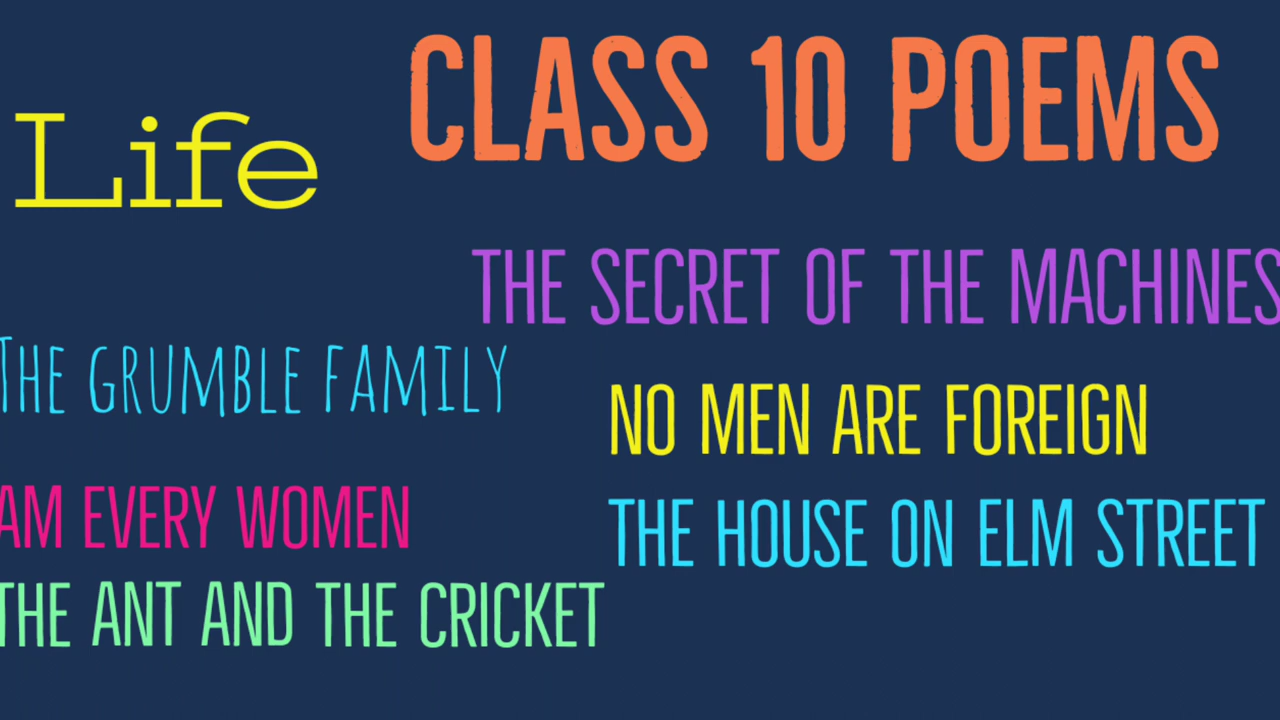 CLASS 10 POEMS
Life
THE SECRET OF THE MACHINES
THE GRUMBLE FAMILY
NO MEN ARE FOREIGN
AM EVERY WOMEN
THE HOUSE ON ELM STREET
THE ANT AND THE CRICKET